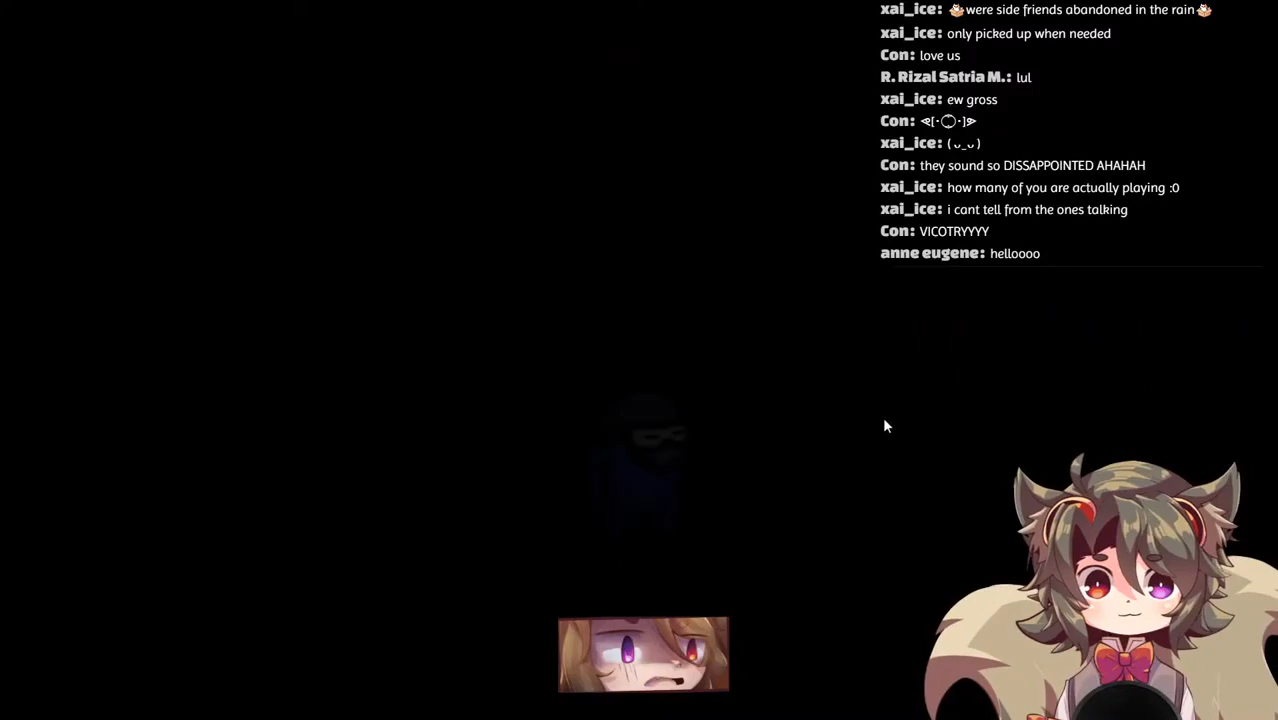 xai_ice: were side friends abandoned in the rain
xai_ice: only picked up when needed
Con: love us
R. Rizal Satria M.: lul
xai_ice: ew gross
Con: ⋖[･◯･]⋗
xai_ice: ( ᴗ_ᴗ )
Con: they sound so DISSAPPOINTED AHAHAH
xai_ice: how many of you are actually playing :0
xai_ice: i cant tell from the ones talking
Con: VICOTRYYYY
anne eugene: helloooo